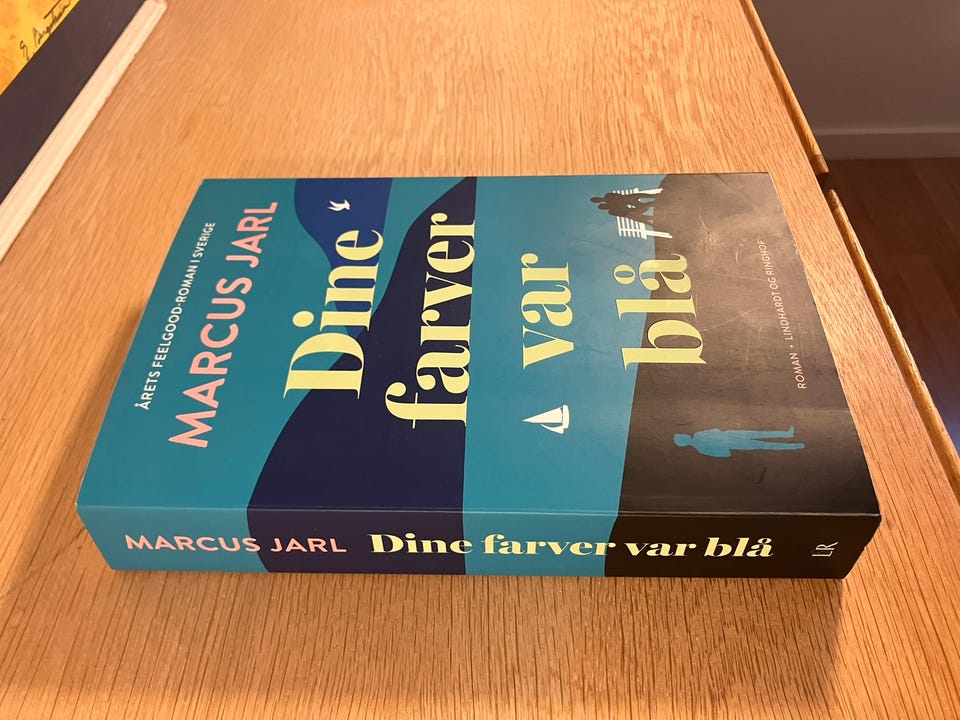 ÅRETS FEELGOOD-ROMAN I SVERIGE
MARCUS JARL
Dine
farver
var
blå
ROMAN • LINDHARDT OG RINGHOF
MARCUS JARL Dine farver var blå LR